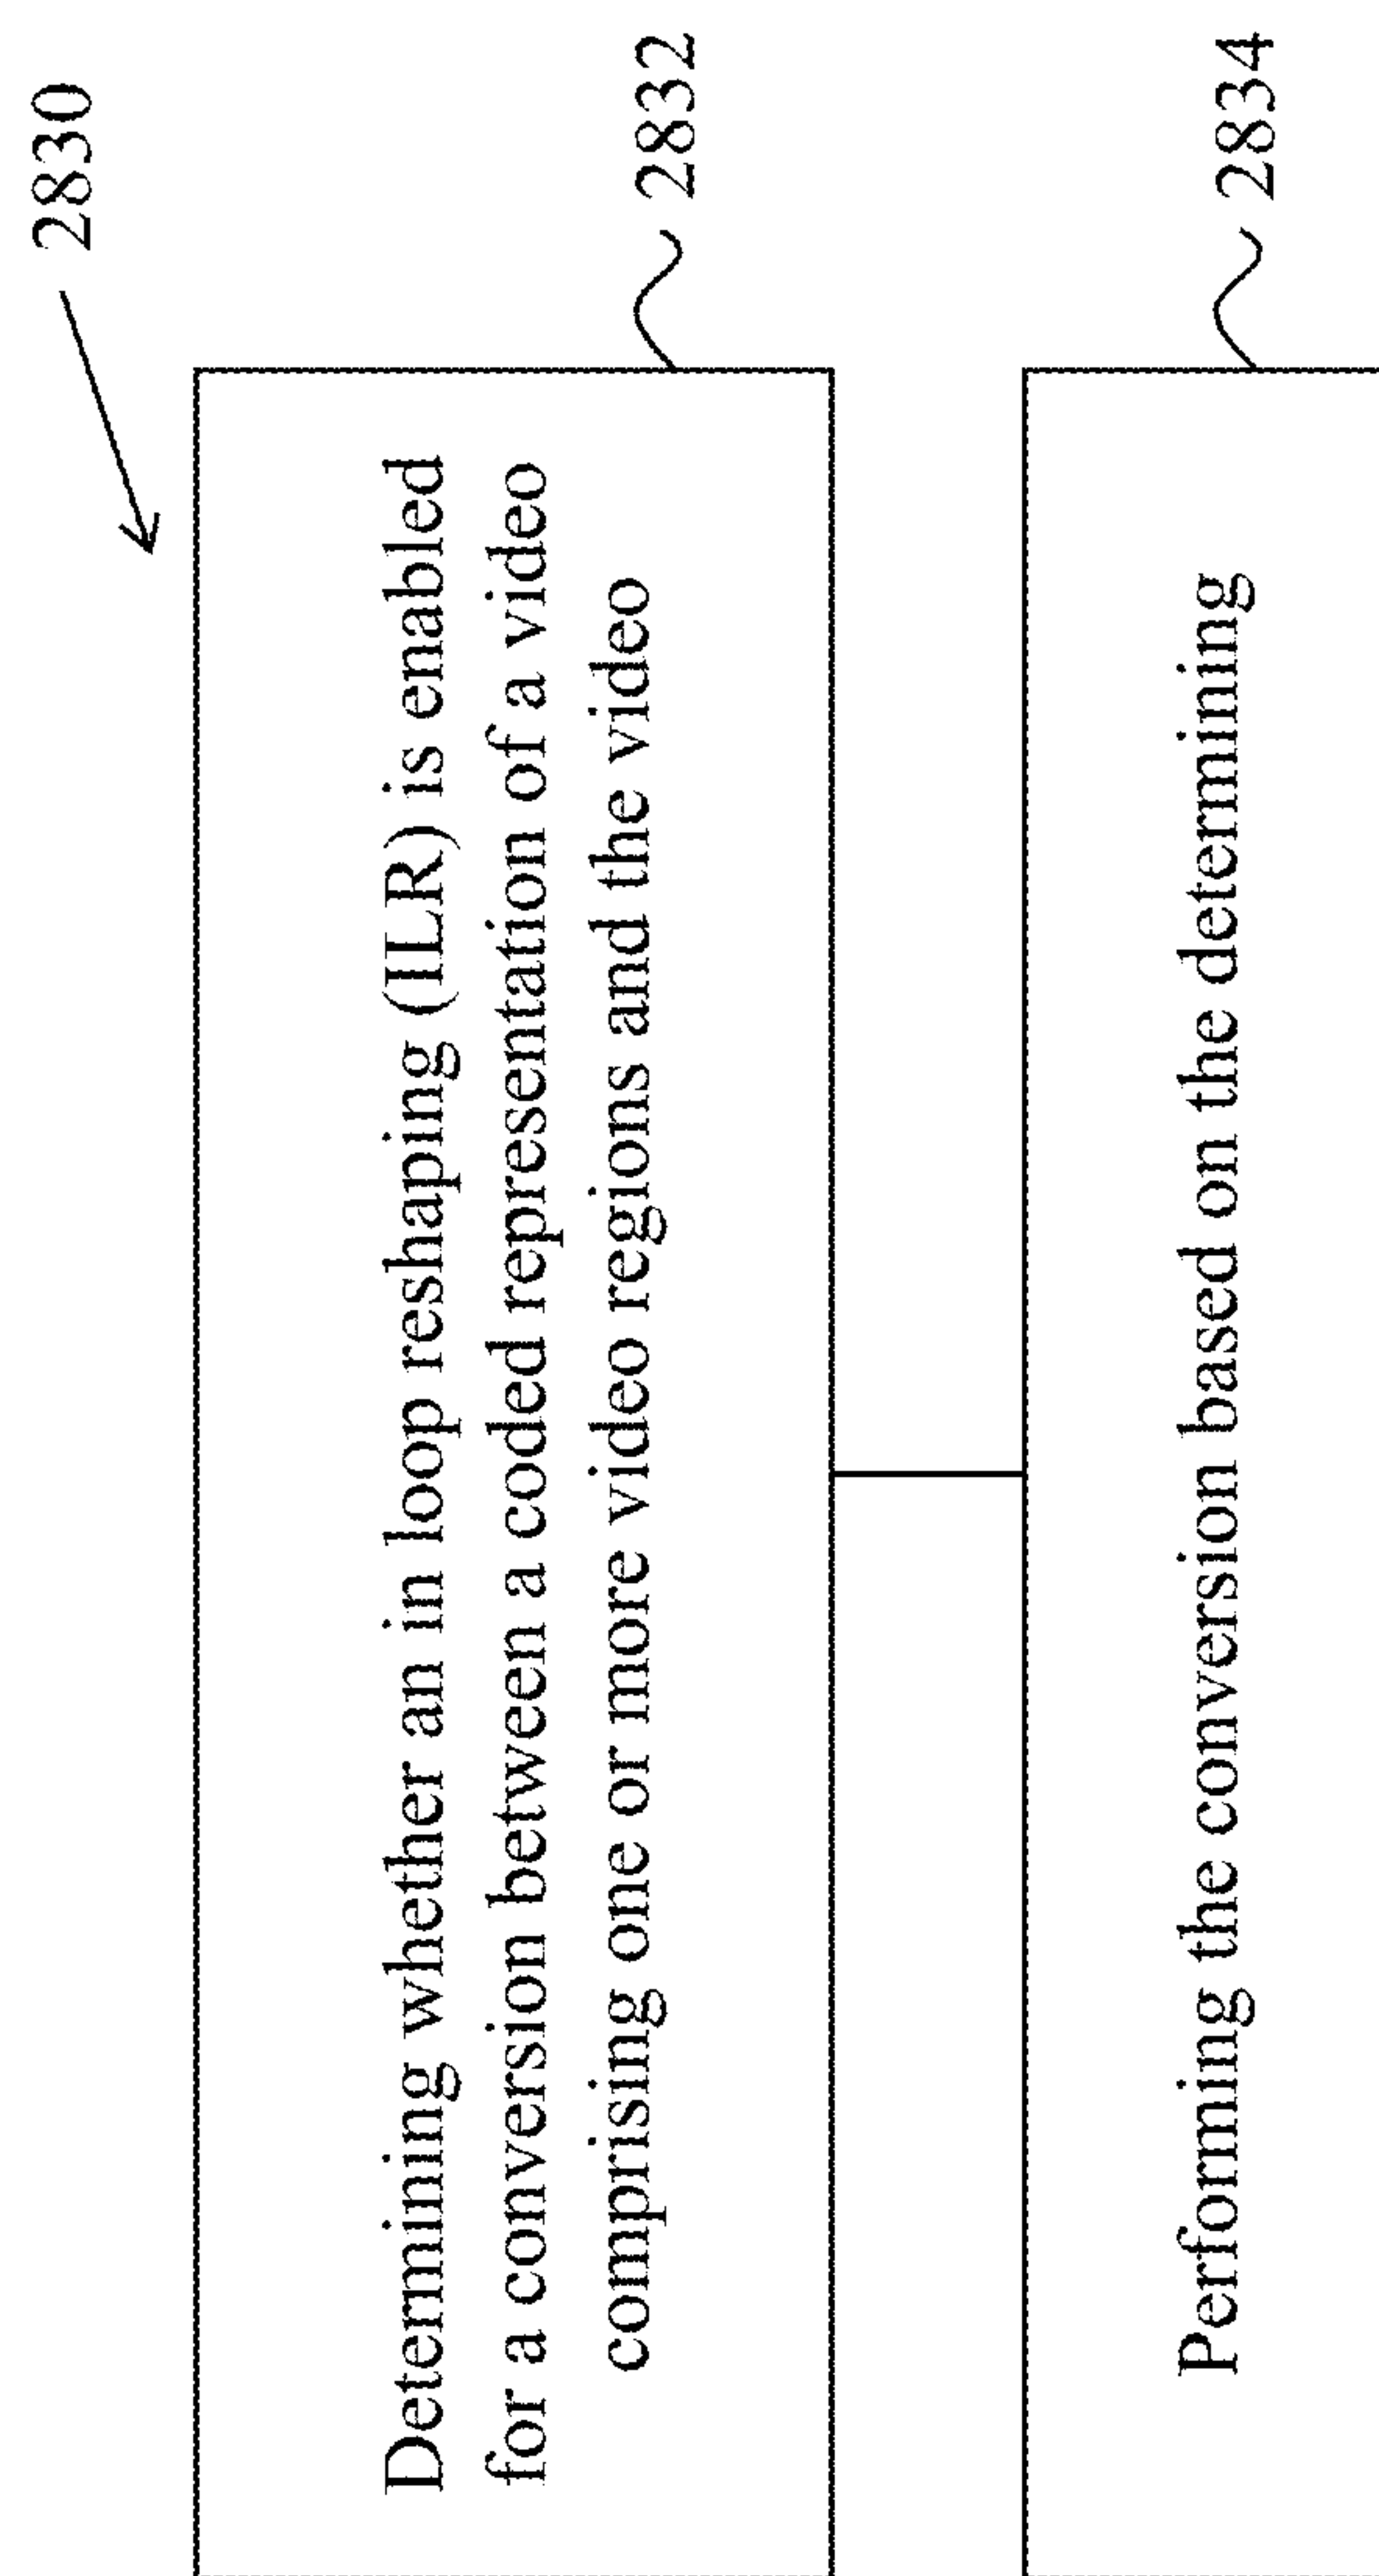 2830
Determining whether an in loop reshaping (ILR) is enabled
for a conversion between a coded representation of a video
comprising one or more video regions and the video
2832
Performing the conversion based on the determining
2834